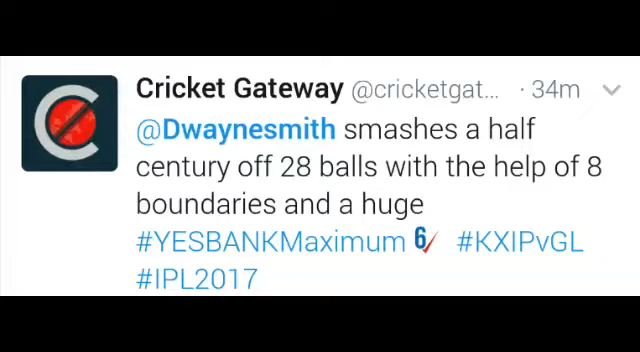 Cricket Gateway @cricketgat... · 34m
@Dwaynesmith smashes a half
century off 28 balls with the help of 8
boundaries and a huge
#YESBANKMaximum 6 #KXIPvGL
#IPL2017